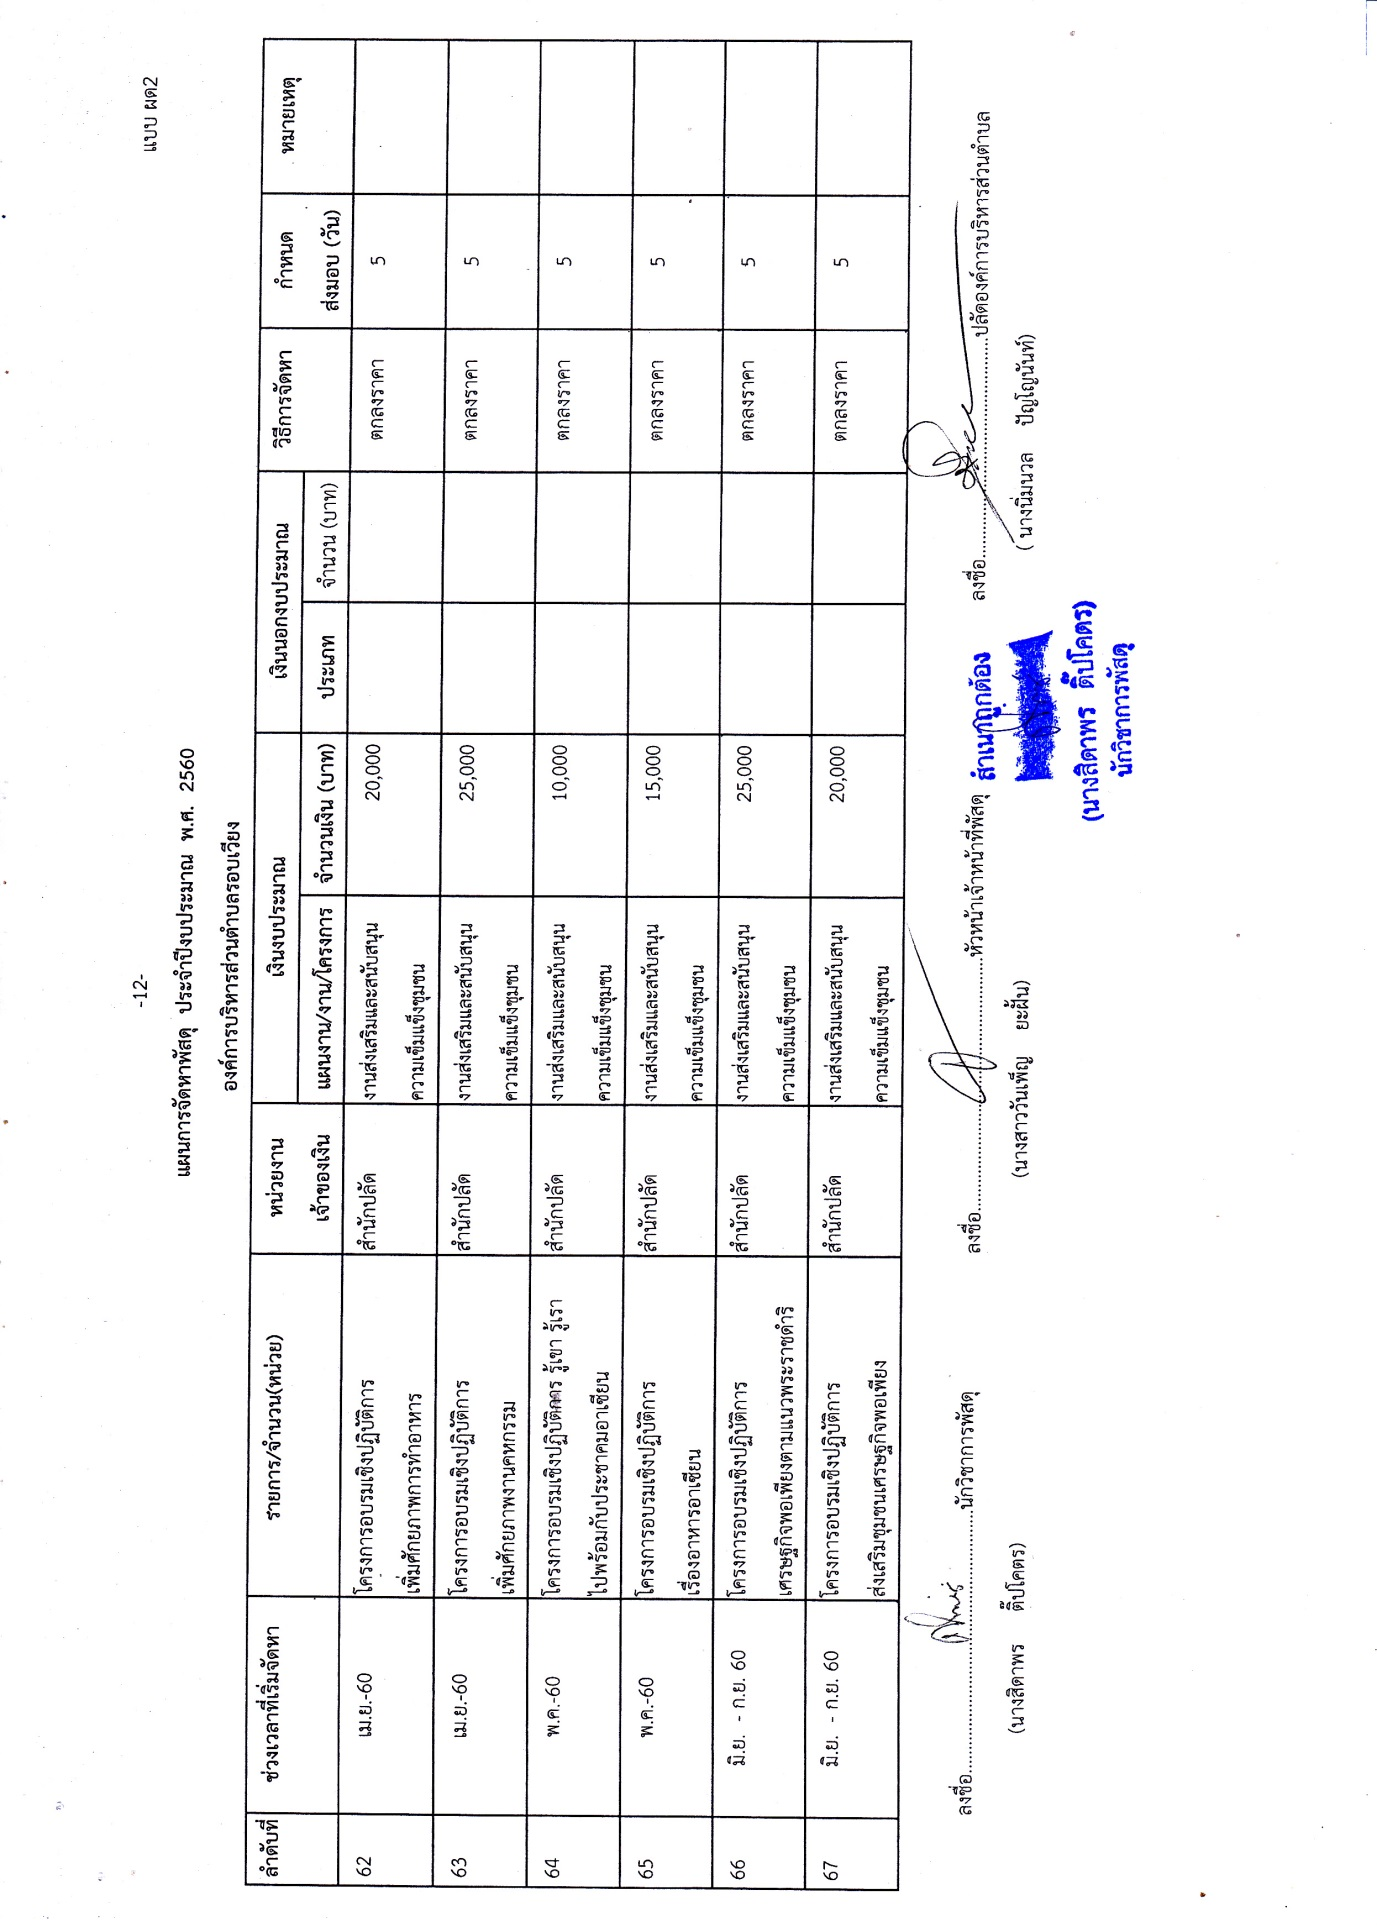 -12-
แบบ ผด2
แผนการจัดหาพัสดุ ประจำปีงบประมาณ พ.ศ. 2560
องค์การบริหารส่วนตำบลรอบเวียง
ลำดับที่ ช่วงเวลาที่เริ่มจัดหา รายการ/จำนวน(หน่วย) หน่วยงาน เงินงบประมาณ เงินนอกงบประมาณ วิธีการจัดหา กำหนด หมายเหตุ
เจ้าของเงิน แผนงาน/งาน/โครงการ จำนวนเงิน (บาท) ประเภท จำนวน (บาท) ส่งมอบ (วัน)
62 เม.ย.-60 โครงการอบรมเชิงปฏิบัติการ สำนักปลัด งานส่งเสริมและสนับสนุน 20,000 ตกลงราคา 5
เพิ่มศักยภาพการทำอาหาร ความเข็มแข็งชุมชน
63 เม.ย.-60 โครงการอบรมเชิงปฏิบัติการ สำนักปลัด งานส่งเสริมและสนับสนุน 25,000 ตกลงราคา 5
เพิ่มศักยภาพงานคหกรรม ความเข็มแข็งชุมชน
64 พ.ค.-60 โครงการอบรมเชิงปฏิบัติการ รู้เขา รู้เรา สำนักปลัด งานส่งเสริมและสนับสนุน 10,000 ตกลงราคา 5
ไปพร้อมกับประชาคมอาเซียน ความเข็มแข็งชุมชน
65 พ.ค.-60 โครงการอบรมเชิงปฏิบัติการ สำนักปลัด งานส่งเสริมและสนับสนุน 15,000 ตกลงราคา 5
เรื่องอาหารอาเซียน ความเข็มแข็งชุมชน
66 มิ.ย. - ก.ย. 60 โครงการอบรมเชิงปฏิบัติการ สำนักปลัด งานส่งเสริมและสนับสนุน 25,000 ตกลงราคา 5
เศรษฐกิจพอเพียงตามแนวพระราชดำริ ความเข็มแข็งชุมชน
67 มิ.ย. - ก.ย. 60 โครงการอบรมเชิงปฏิบัติการ สำนักปลัด งานส่งเสริมและสนับสนุน 20,000 ตกลงราคา 5
ส่งเสริมชุมชนเศรษฐกิจพอเพียง ความเข็มแข็งชุมชน
ลงชื่อ....................นักวิชาการพัสดุ ลงชื่อ....................หัวหน้าเจ้าหน้าที่พัสดุ ลงชื่อ....................ปลัดองค์การบริหารส่วนตำบล
(นางสิดาพร ติ๊ปโคตร) (นางสาววันเพ็ญ ยะฝั้น) ( นางนิ่มนวล ปัญโญนันท์)
สำเนาถูกต้อง
(นางสิดาพร ติ๊ปโคตร)
นักวิชาการพัสดุ